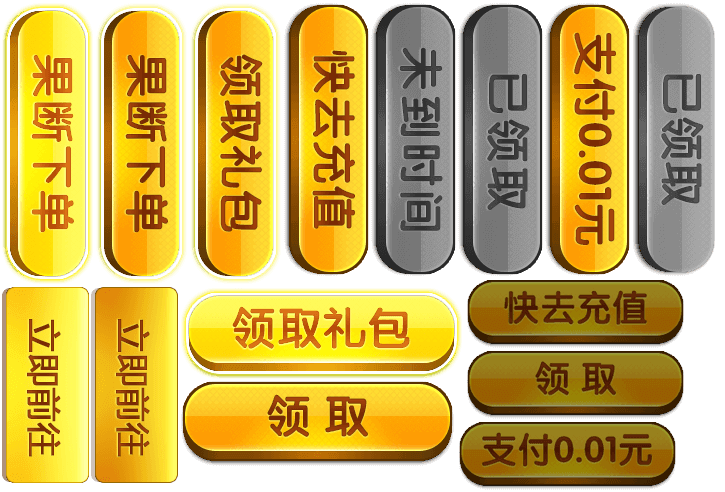 果断下单
果断下单
领取礼包
快去充值
未到时间
已领取
支付0.01元
已领取
立即前往
立即前往
领取礼包
领取
快去充值
领取
支付0.01元